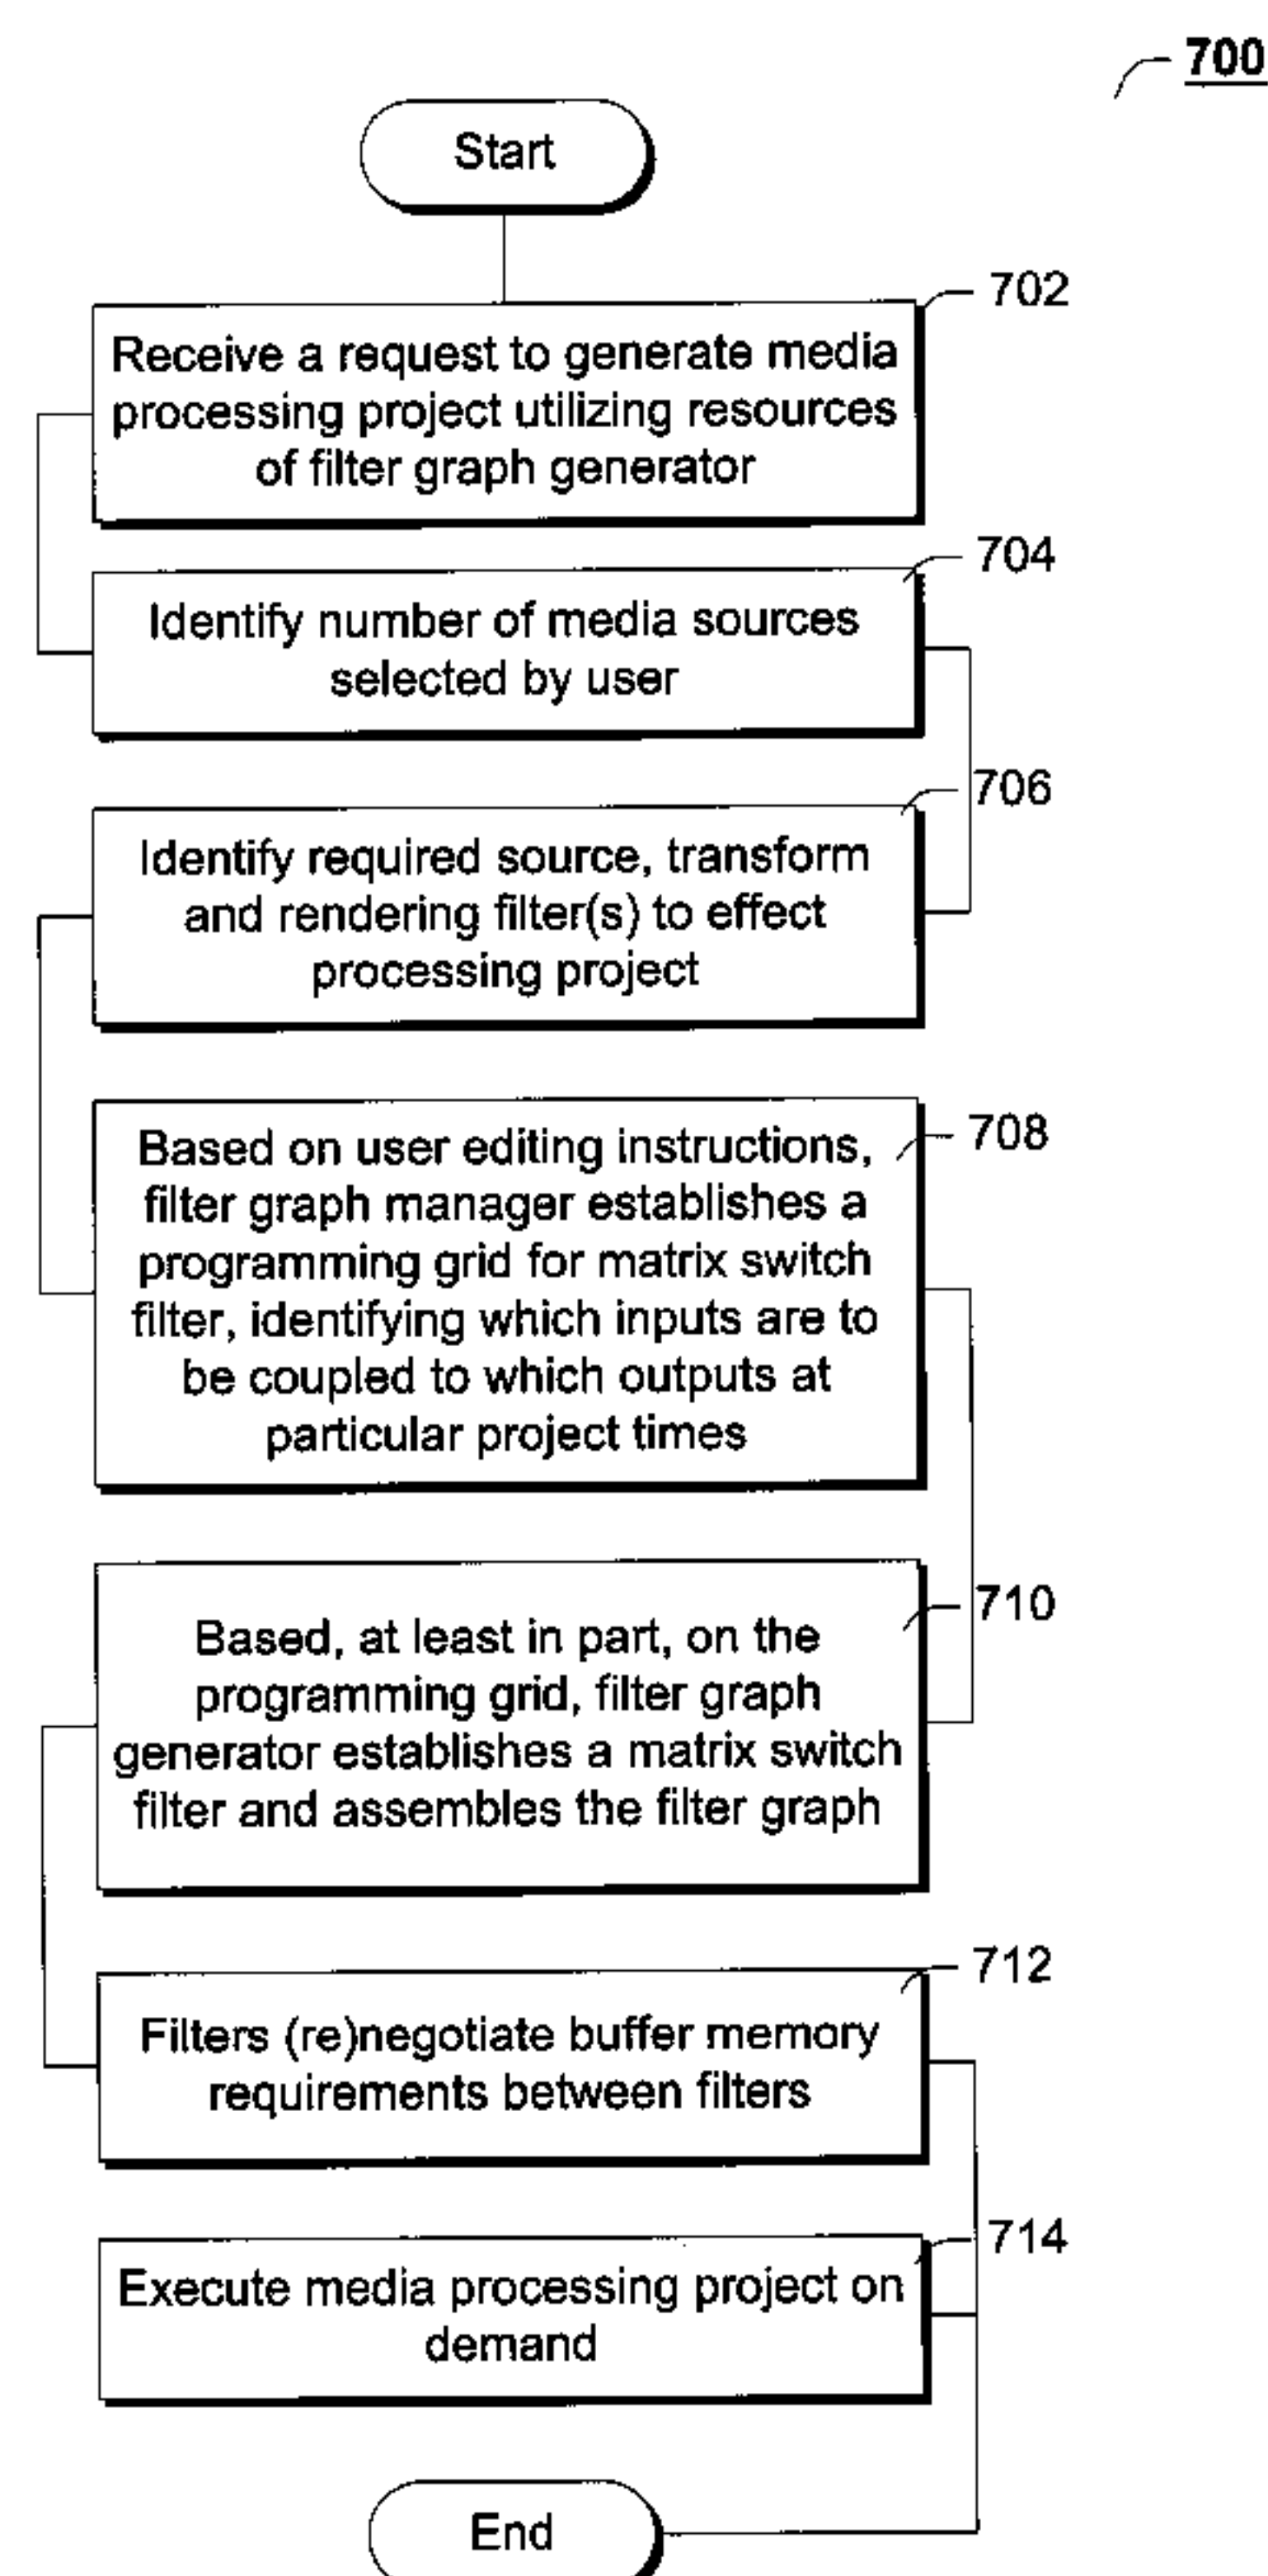 700
Start
702
Receive a request to generate media
processing project utilizing resources
of filter graph generator
704
Identify number of media sources
selected by user
706
Identify required source, transform
and rendering filter(s) to effect
processing project
708
Based on user editing instructions,
filter graph manager establishes a
programming grid for matrix switch
filter, identifying which inputs are to
be coupled to which outputs at
particular project times
710
Based, at least in part, on the
programming grid, filter graph
generator establishes a matrix switch
filter and assembles the filter graph
712
Filters (re)negotiate buffer memory
requirements between filters
714
Execute media processing project on
demand
End